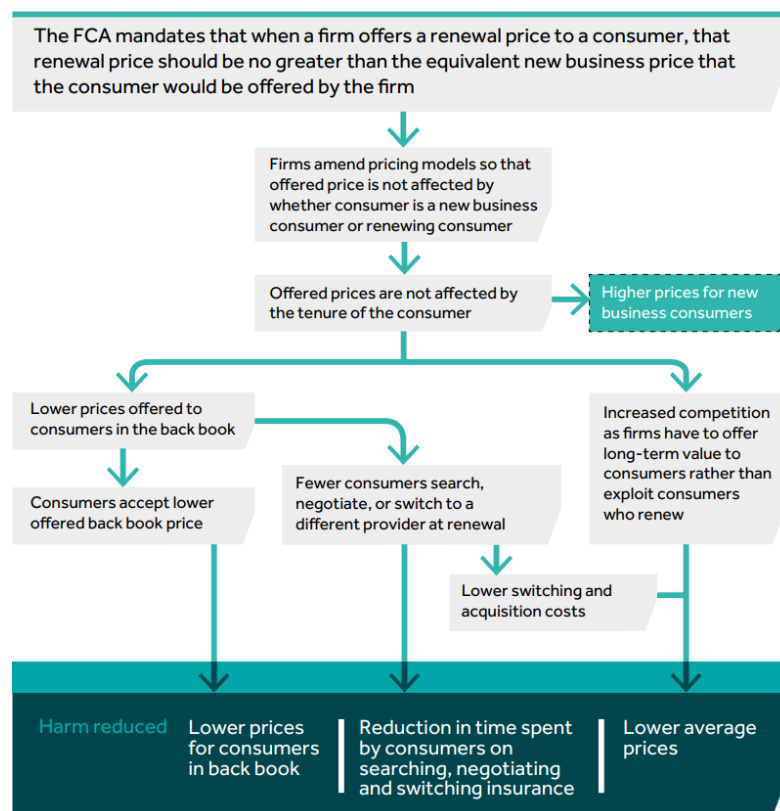 The FCA mandates that when a firm offers a renewal price to a consumer, that
renewal price should be no greater than the equivalent new business price that
the consumer would be offered by the firm
Firms amend pricing models so that
offered price is not affected by
whether consumer is a new business
consumer or renewing consumer
Offered prices are not affected by
the tenure of the consumer
Higher prices for new
business consumers
Lower prices offered to
consumers in the back book
Consumers accept lower
offered back book price
Fewer consumers search,
negotiate, or switch to a
different provider at renewal
Increased competition
as firms have to offer
long-term value to
consumers rather than
exploit consumers
who renew
Lower switching and
acquisition costs
Harm reduced
Lower prices
for consumers
in back book
Reduction in time spent
by consumers on
searching, negotiating
and switching insurance
Lower average
prices